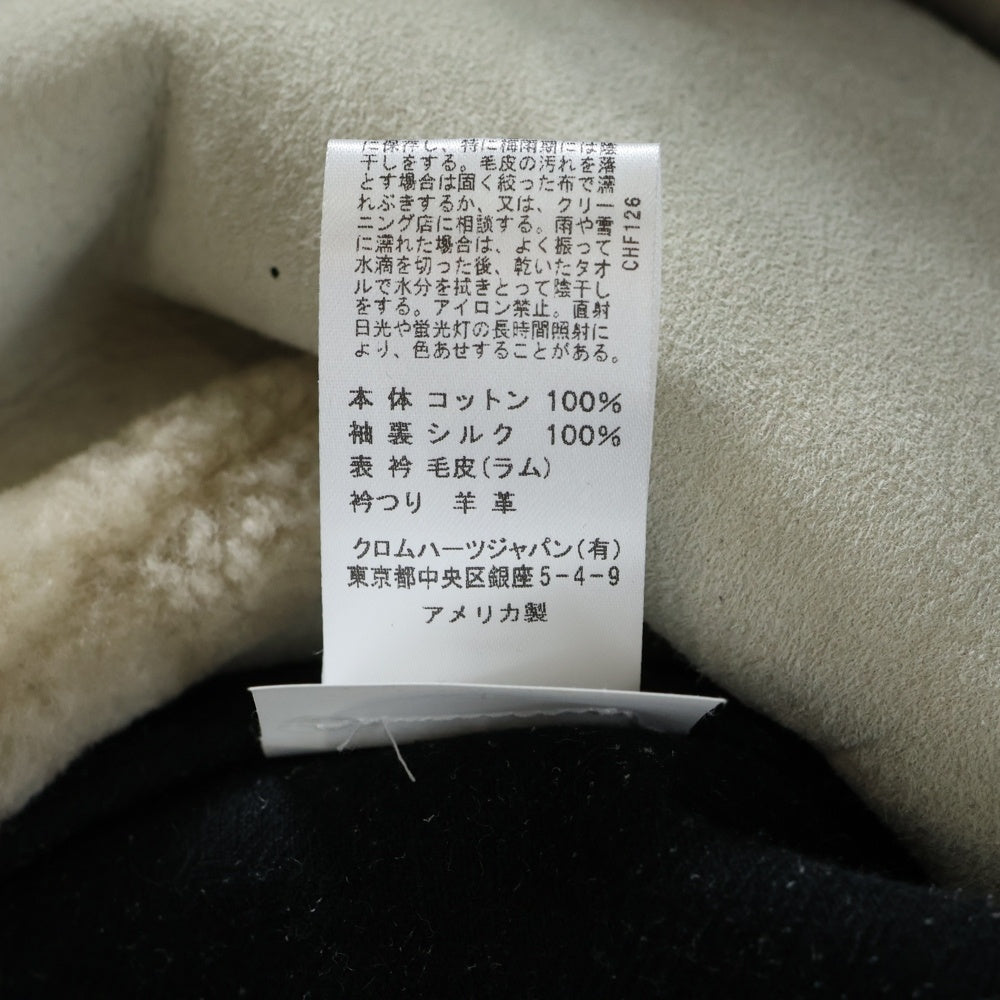 に保存し、特に梅雨期には陰
干しをする。毛皮の汚れを落
とす場合は固く絞った布で濡
れぶきするか、又は、クリー
ニング店に相談する。雨や雪
に濡れた場合は、よく振って
水滴を切った後、乾いたタオ
ルで水分を拭きとって陰干し
をする。アイロン禁止。直射
日光や蛍光灯の長時間照射に
より、色あせすることがある。
CHF126
本体 コットン 100%
袖裏 シルク 100%
表衿 毛皮(ラム)
衿つり 羊革
クロムハーツジャパン(有)
東京都中央区銀座5-4-9
アメリカ製